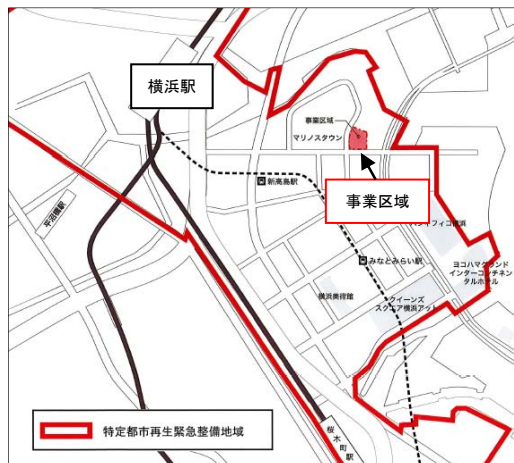 横浜駅
事業区域
マリノスタウン
新高島駅
事業区域
平沼橋駅
パシフィコ横浜
みなとみらい駅
ヨコハマグランド
インターコンチネン
タルホテル
横浜美術館
クイーンズ
スクエア横浜アット
桜木町駅
特定都市再生緊急整備地域